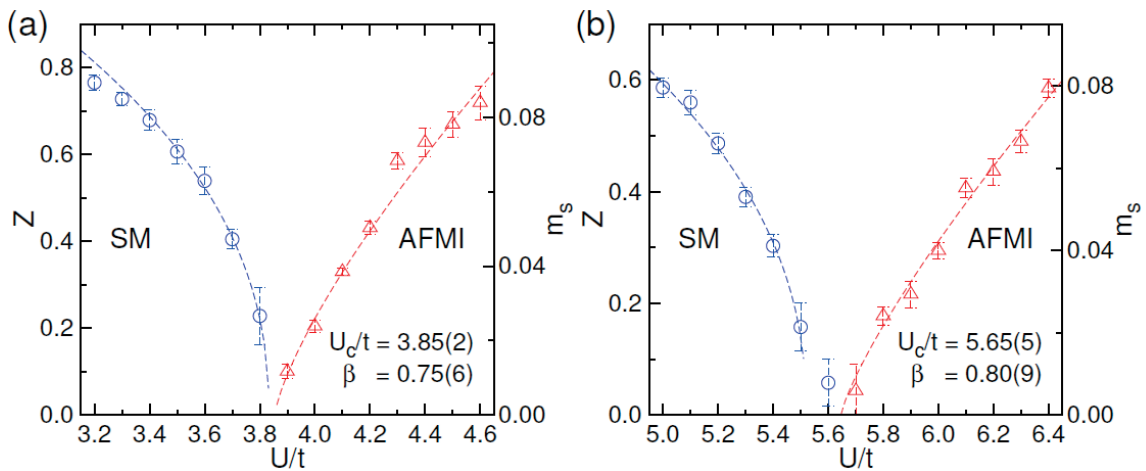 (a)
0.8
0.6
0.4
0.2
0.0
Z
SM
AFMI
U_c/t = 3.85(2)
β = 0.75(6)
0.08
0.04
0.00
m_s
3.2 3.4 3.6 3.8 4.0 4.2 4.4 4.6
U/t
(b)
0.6
0.4
0.2
0.0
Z
SM
AFMI
U_c/t = 5.65(5)
β = 0.80(9)
0.08
0.04
0.00
m_s
5.0 5.2 5.4 5.6 5.8 6.0 6.2 6.4
U/t